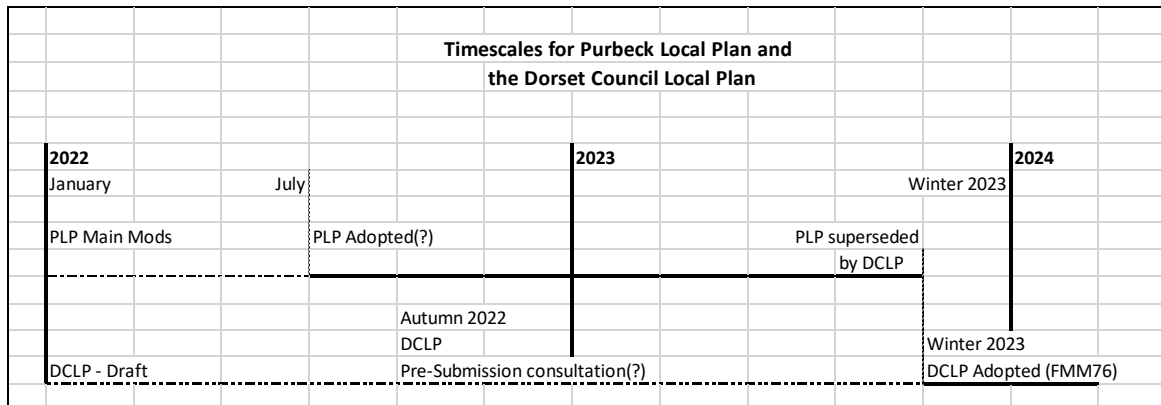 Timescales for Purbeck Local Plan and
the Dorset Council Local Plan
2022
2023
2024
January
July
Winter 2023
PLP Main Mods
PLP Adopted(?)
PLP superseded
by DCLP
Autumn 2022
DCLP
Pre-Submission consultation(?)
Winter 2023
DCLP Adopted (FMM76)
DCLP - Draft